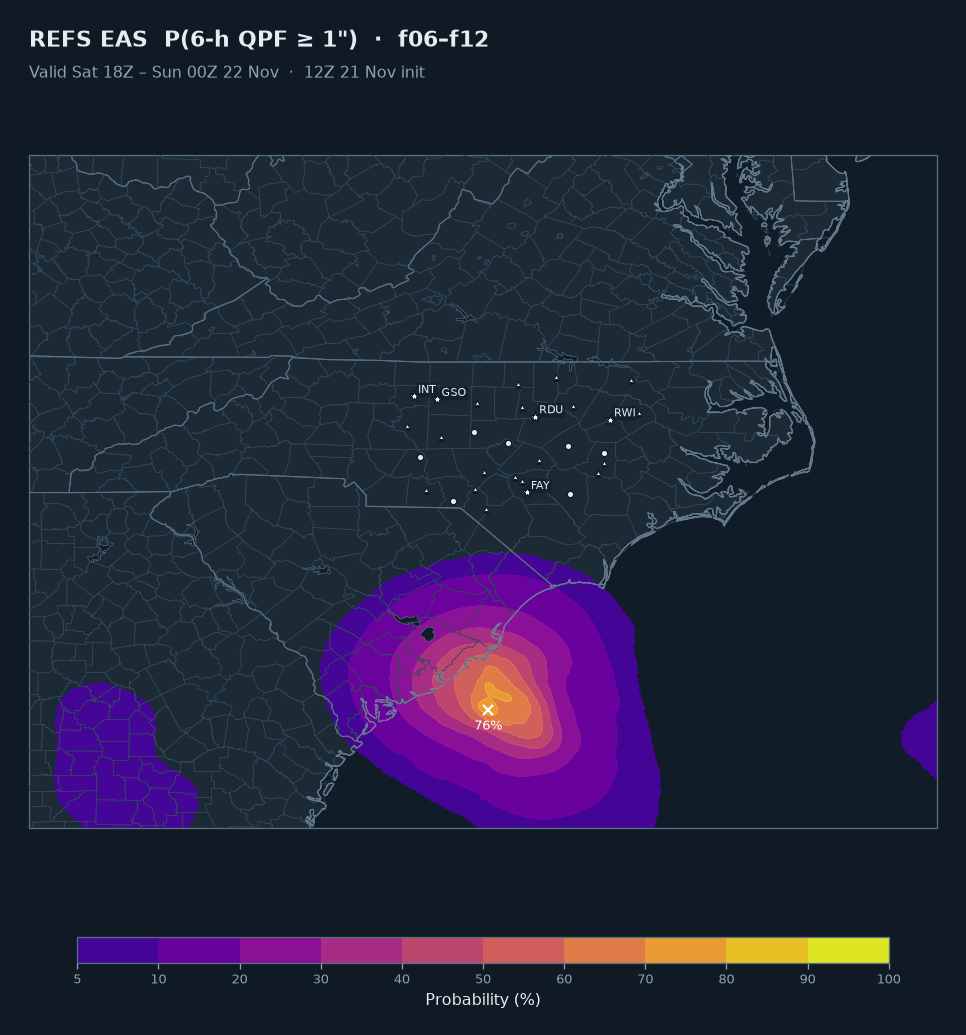 REFS EAS  P(6-h QPF ≥ 1")  ·  f06–f12
Valid Sat 18Z – Sun 00Z 22 Nov  ·  12Z 21 Nov init
INT
GSO
RDU
RWI
FAY
76%
5 10 20 30 40 50 60 70 80 90 100
Probability (%)